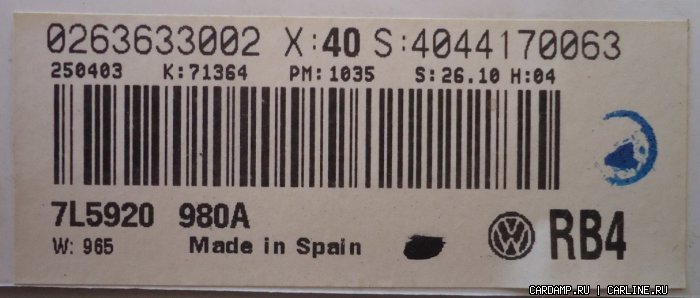 0263633002 X:40 S:4044170063
250403 K:71364 PM:1035 S:26.10 H:04
7L5920 980A
W: 965 Made in Spain RB4
CARDAMP.RU | CARLINE.RU